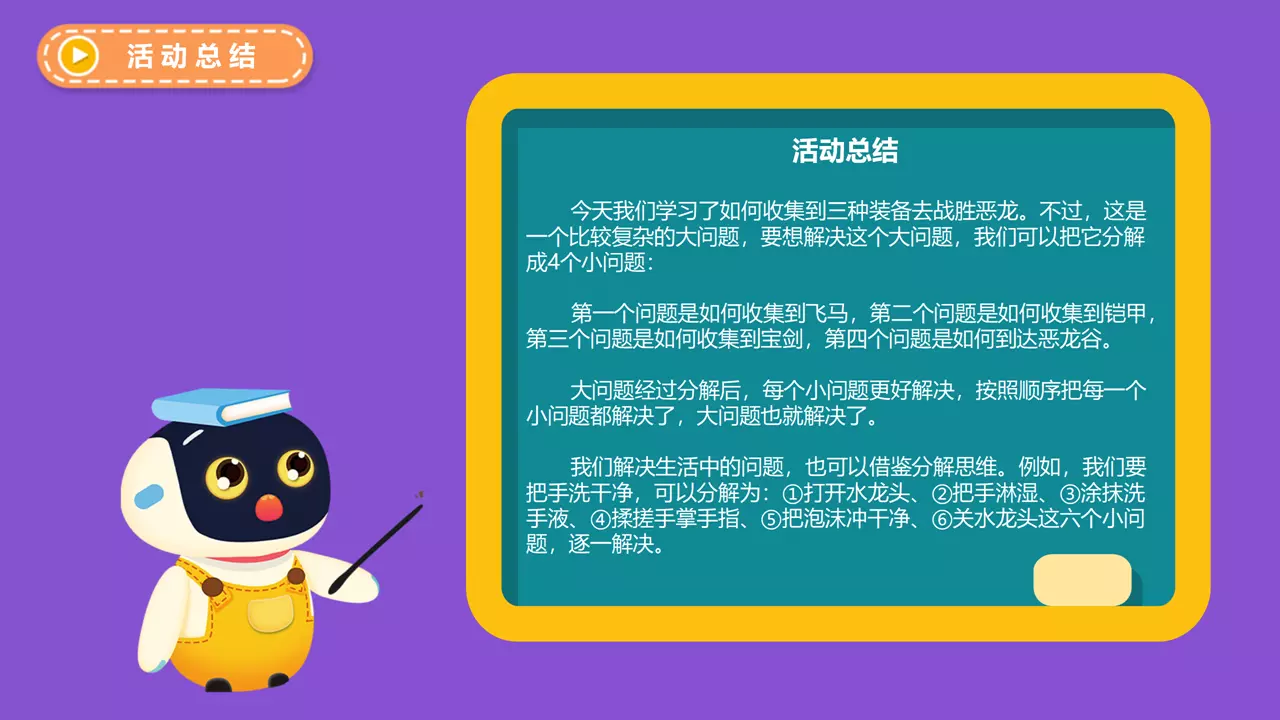 活动总结
活动总结
今天我们学习了如何收集到三种装备去战胜恶龙。不过，这是
一个比较复杂的大问题，要想解决这个大问题，我们可以把它分解
成4个小问题：
第一个问题是如何收集到飞马，第二个问题是如何收集到铠甲，
第三个问题是如何收集到宝剑，第四个问题是如何到达恶龙谷。
大问题经过分解后，每个小问题更好解决，按照顺序把每一个
小问题都解决了，大问题也就解决了。
我们解决生活中的问题，也可以借鉴分解思维。例如，我们要
把手洗干净，可以分解为：①打开水龙头、②把手淋湿、③涂抹洗
手液、④揉搓手掌手指、⑤把泡沫冲干净、⑥关水龙头这六个小问
题，逐一解决。